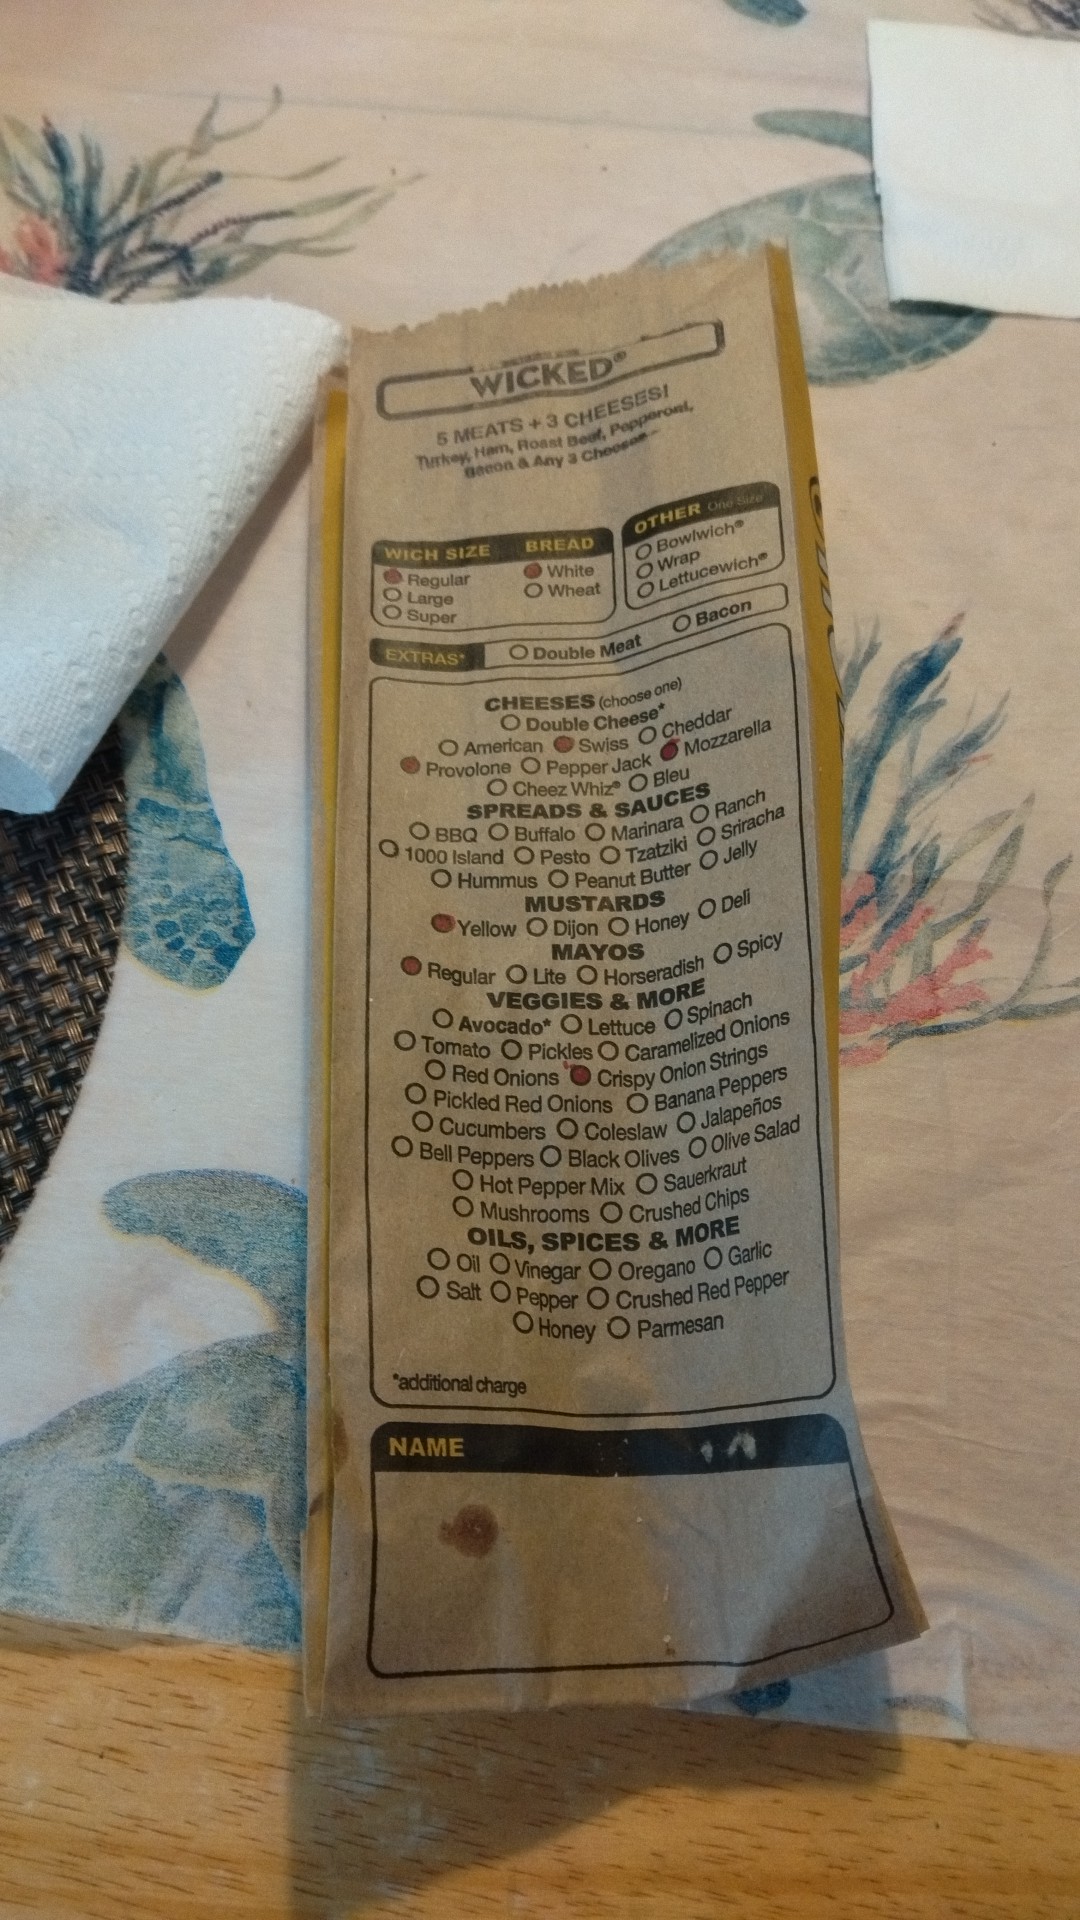 WICKED®
5 MEATS + 3 CHEESES!
Turkey, Ham, Roast Beef, Pepperoni,
Bacon & Any 3 Cheeses
WICH SIZE BREAD
Regular White
Large Wheat
Super
OTHER One Size
Bowlwich®
Wrap
Lettucewich®
EXTRAS* Double Meat Bacon
CHEESES (choose one)
Double Cheese*
American Swiss Cheddar
Provolone Pepper Jack Mozzarella
Cheez Whiz® Bleu
SPREADS & SAUCES
BBQ Buffalo Marinara Ranch
1000 Island Pesto Tzatziki Sriracha
Hummus Peanut Butter Jelly
MUSTARDS
Yellow Dijon Honey Deli
MAYOS
Regular Lite Horseradish Spicy
VEGGIES & MORE
Avocado* Lettuce Spinach
Tomato Pickles Caramelized Onions
Red Onions Crispy Onion Strings
Pickled Red Onions Banana Peppers
Cucumbers Coleslaw Jalapeños
Bell Peppers Black Olives Olive Salad
Hot Pepper Mix Sauerkraut
Mushrooms Crushed Chips
OILS, SPICES & MORE
Oil Vinegar Oregano Garlic
Salt Pepper Crushed Red Pepper
Honey Parmesan
*additional charge
NAME